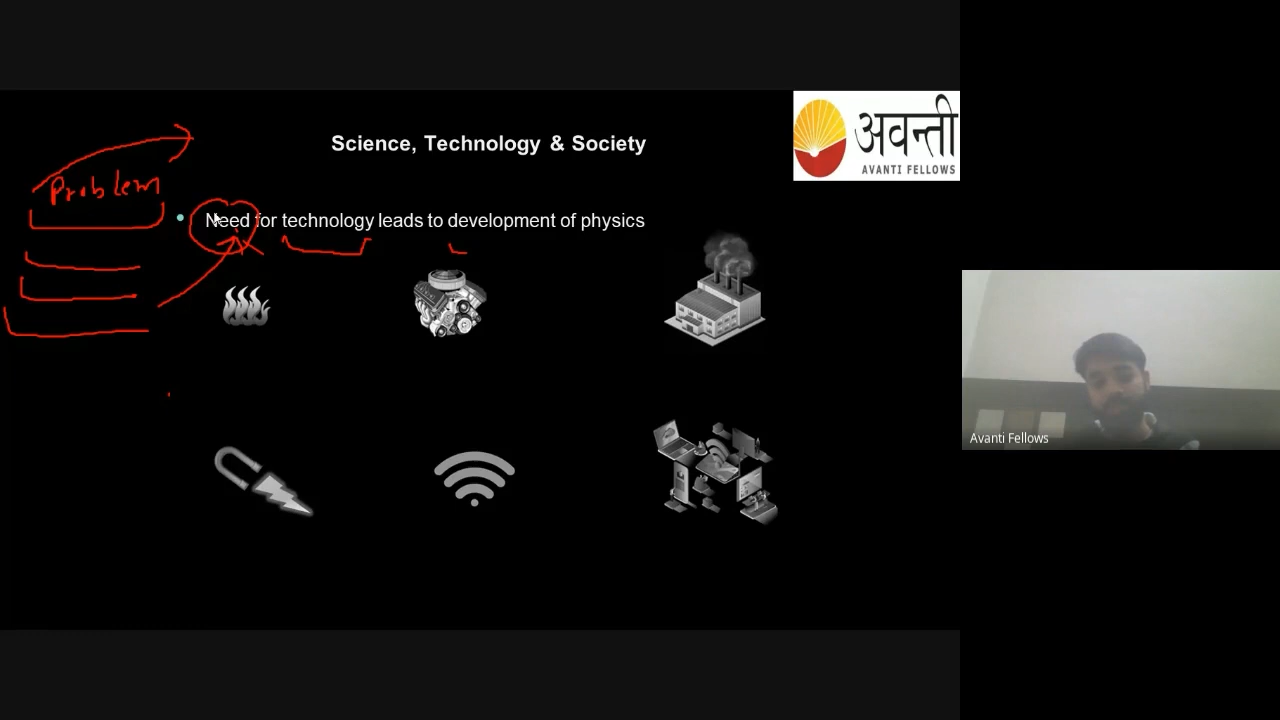 Science, Technology & Society
अवन्ती
AVANTI FELLOWS
Problem
• Need for technology leads to development of physics
Avanti Fellows